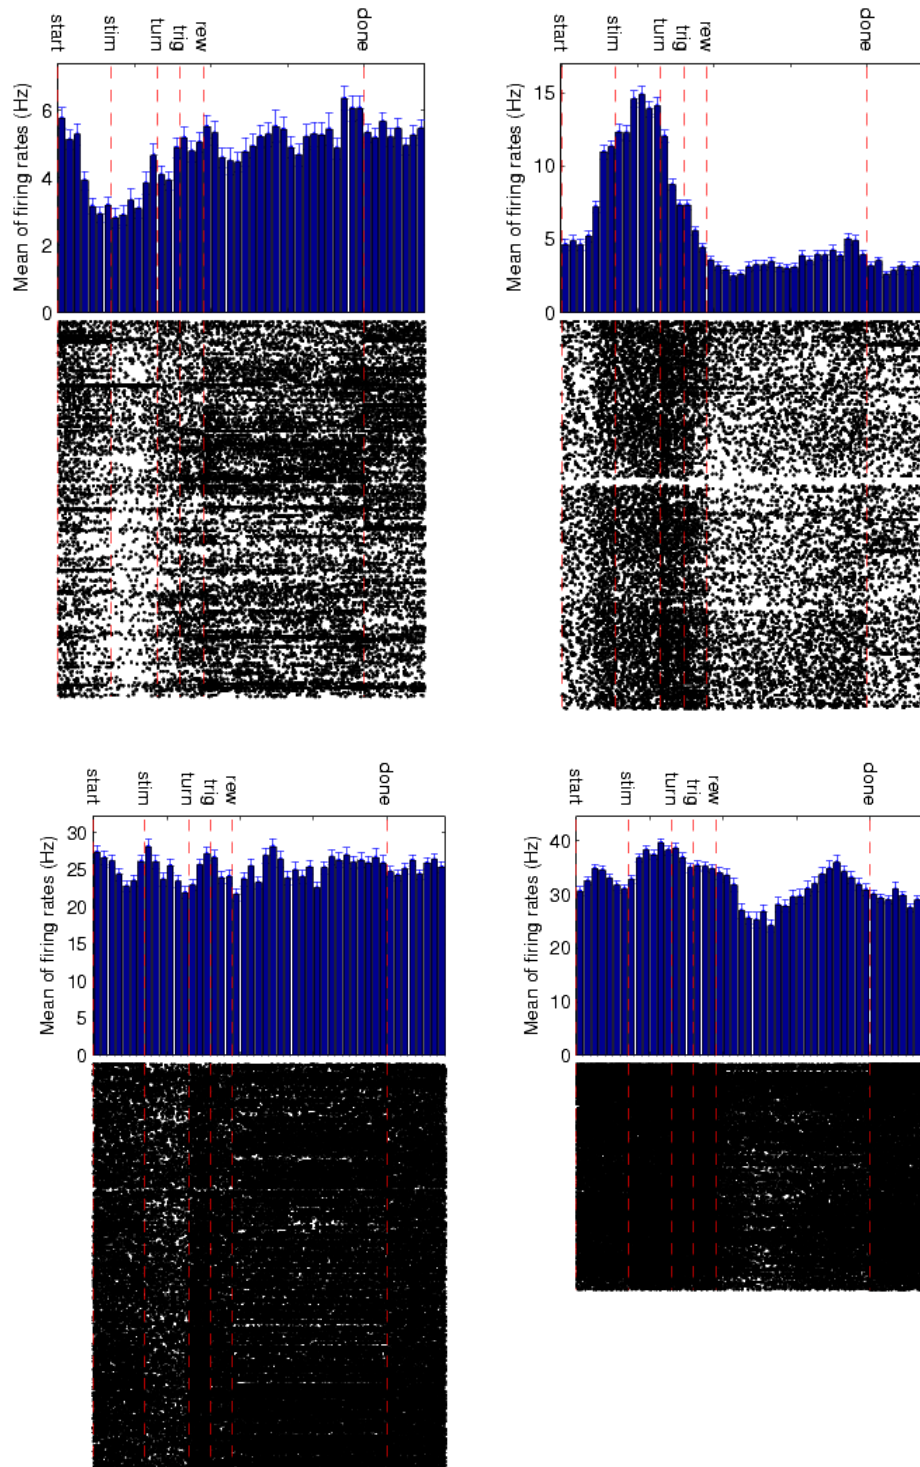 start
stim
turn
trig
rew
done
Mean of firing rates (Hz)
6
4
2
0
start
stim
turn
trig
rew
done
Mean of firing rates (Hz)
15
10
5
0
start
stim
turn
trig
rew
done
Mean of firing rates (Hz)
30
25
20
15
10
5
0
start
stim
turn
trig
rew
done
Mean of firing rates (Hz)
40
30
20
10
0